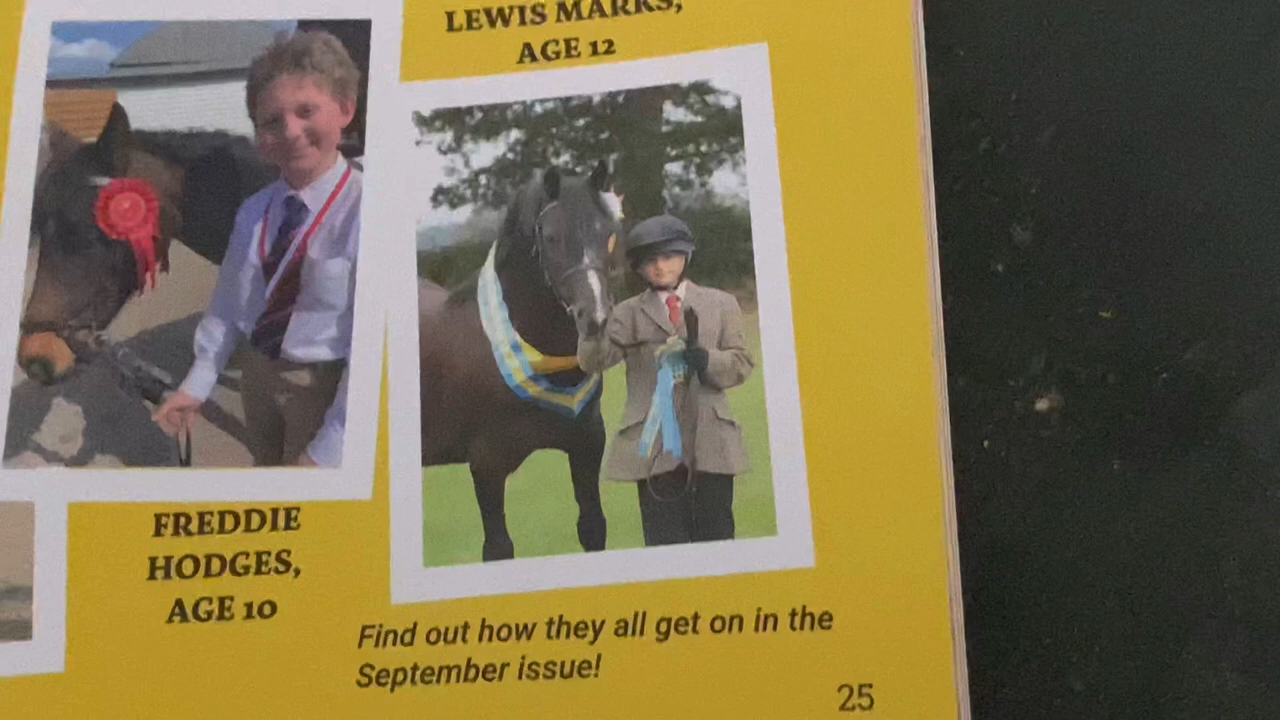 LEWIS MARKS,
AGE 12
FREDDIE
HODGES,
AGE 10
Find out how they all get on in the
September issue!
25